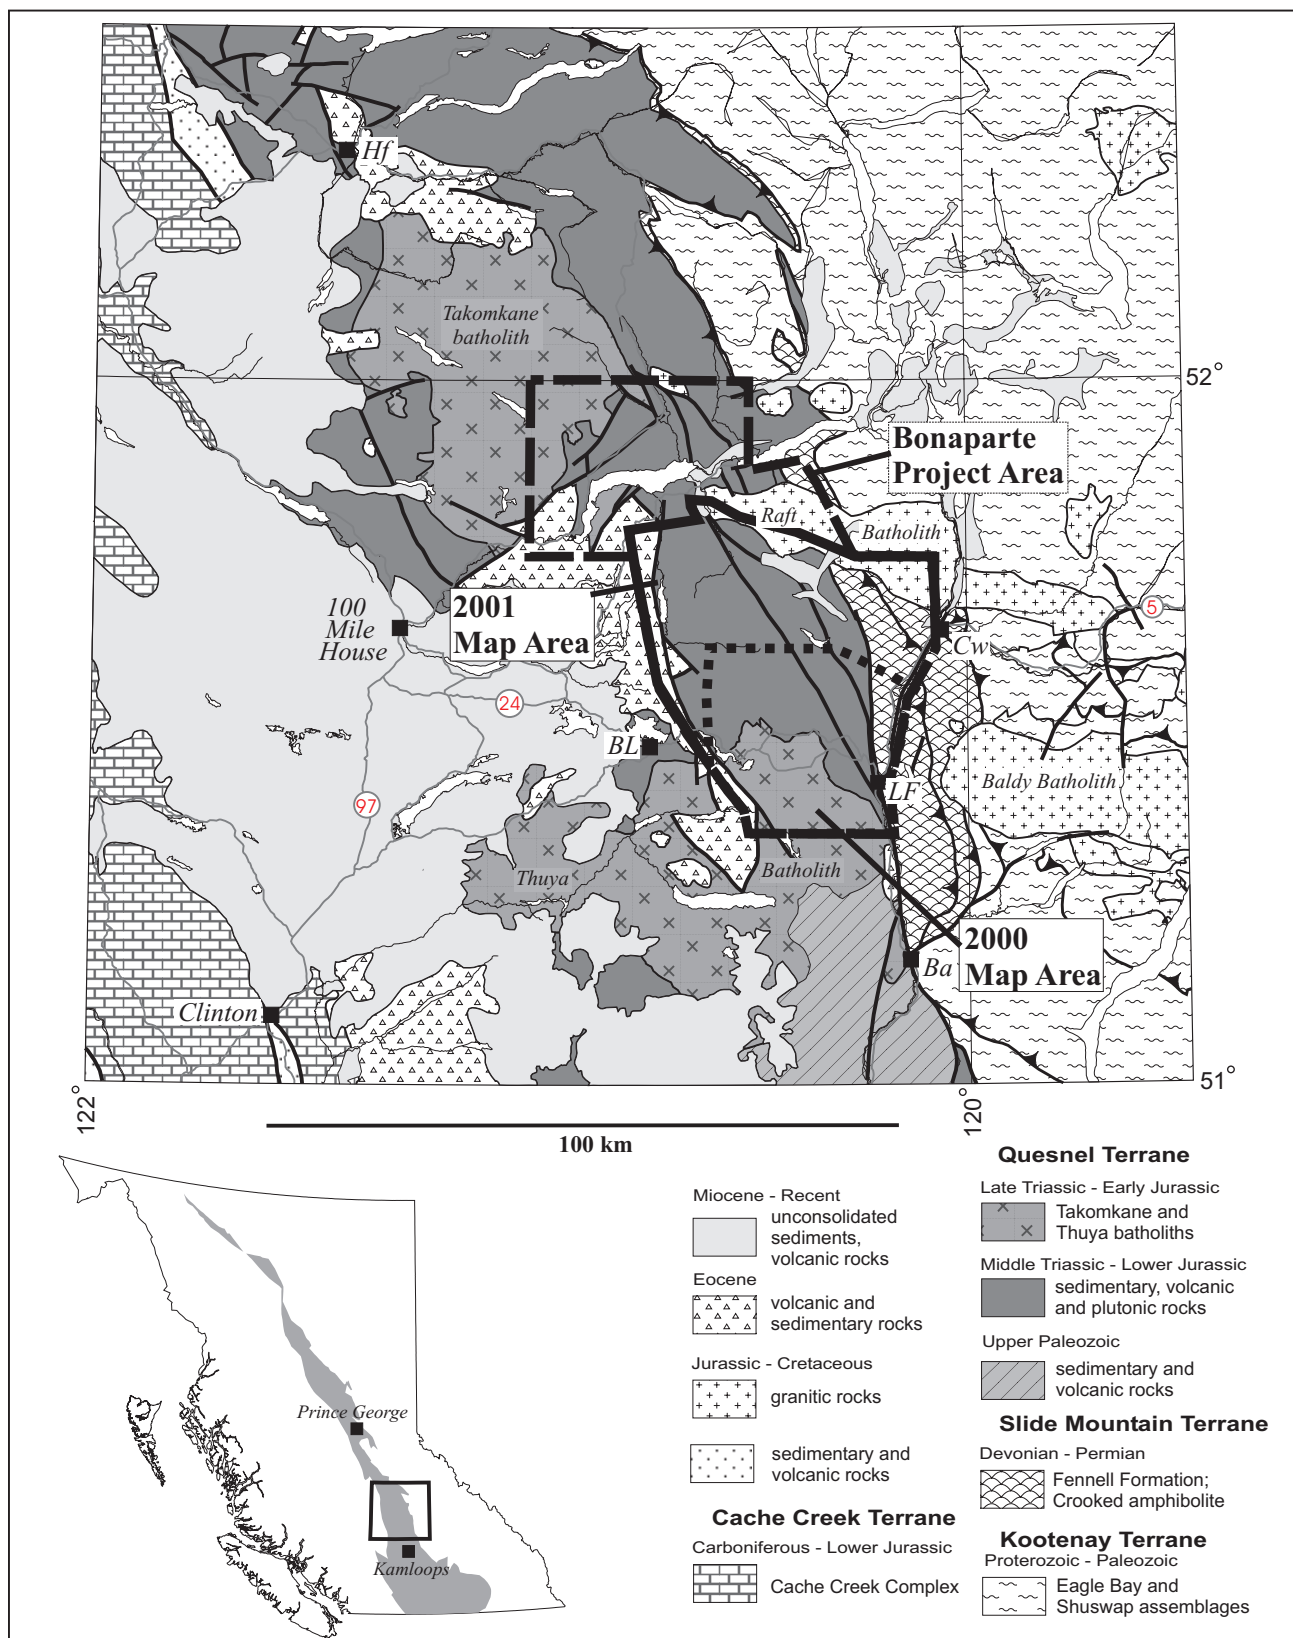 Hf
Takomkane
batholith
52°
Bonaparte
Project Area
Raft
Batholith
2001
Map Area
100
Mile
House
5
Cw
24
BL
LF
Baldy Batholith
97
Thuya
Batholith
2000
Map Area
Ba
Clinton
51°
122°
120°
100 km
Prince George
Kamloops
Miocene - Recent
unconsolidated
sediments,
volcanic rocks
Eocene
volcanic and
sedimentary rocks
Jurassic - Cretaceous
granitic rocks
sedimentary and
volcanic rocks
Cache Creek Terrane
Carboniferous - Lower Jurassic
Cache Creek Complex
Quesnel Terrane
Late Triassic - Early Jurassic
Takomkane and
Thuya batholiths
Middle Triassic - Lower Jurassic
sedimentary, volcanic
and plutonic rocks
Upper Paleozoic
sedimentary and
volcanic rocks
Slide Mountain Terrane
Devonian - Permian
Fennell Formation;
Crooked amphibolite
Kootenay Terrane
Proterozoic - Paleozoic
Eagle Bay and
Shuswap assemblages